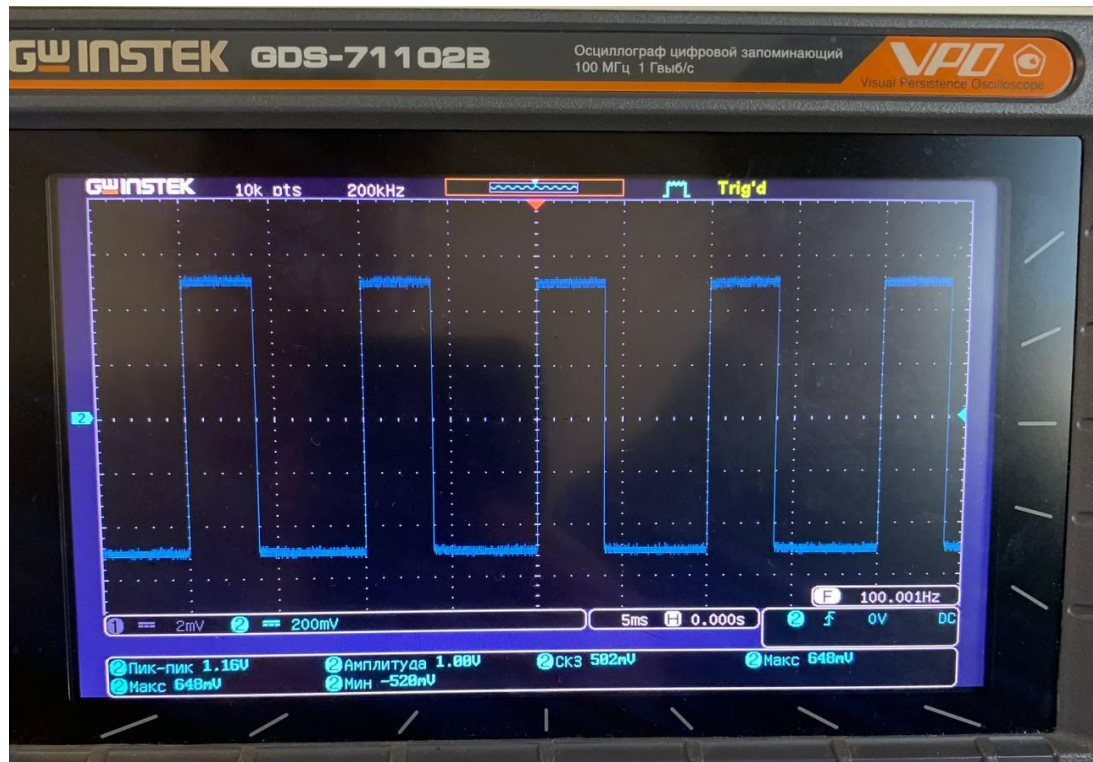 GW INSTEK GDS-71102B
Осциллограф цифровой запоминающий
100 МГц 1 Гвыб/с
VPO
Visual Persistence Oscilloscope
GW INSTEK 10k pts 200kHz Trig'd
2
F 100.001Hz
1 2mV 2 200mV 5ms H 0.000s 2 0V DC
2 Пик-пик 1.16V 2 Амплитуда 1.00V 2 СКЗ 502mV 2 Макс 648mV
2 Макс 648mV 2 Мин -520mV